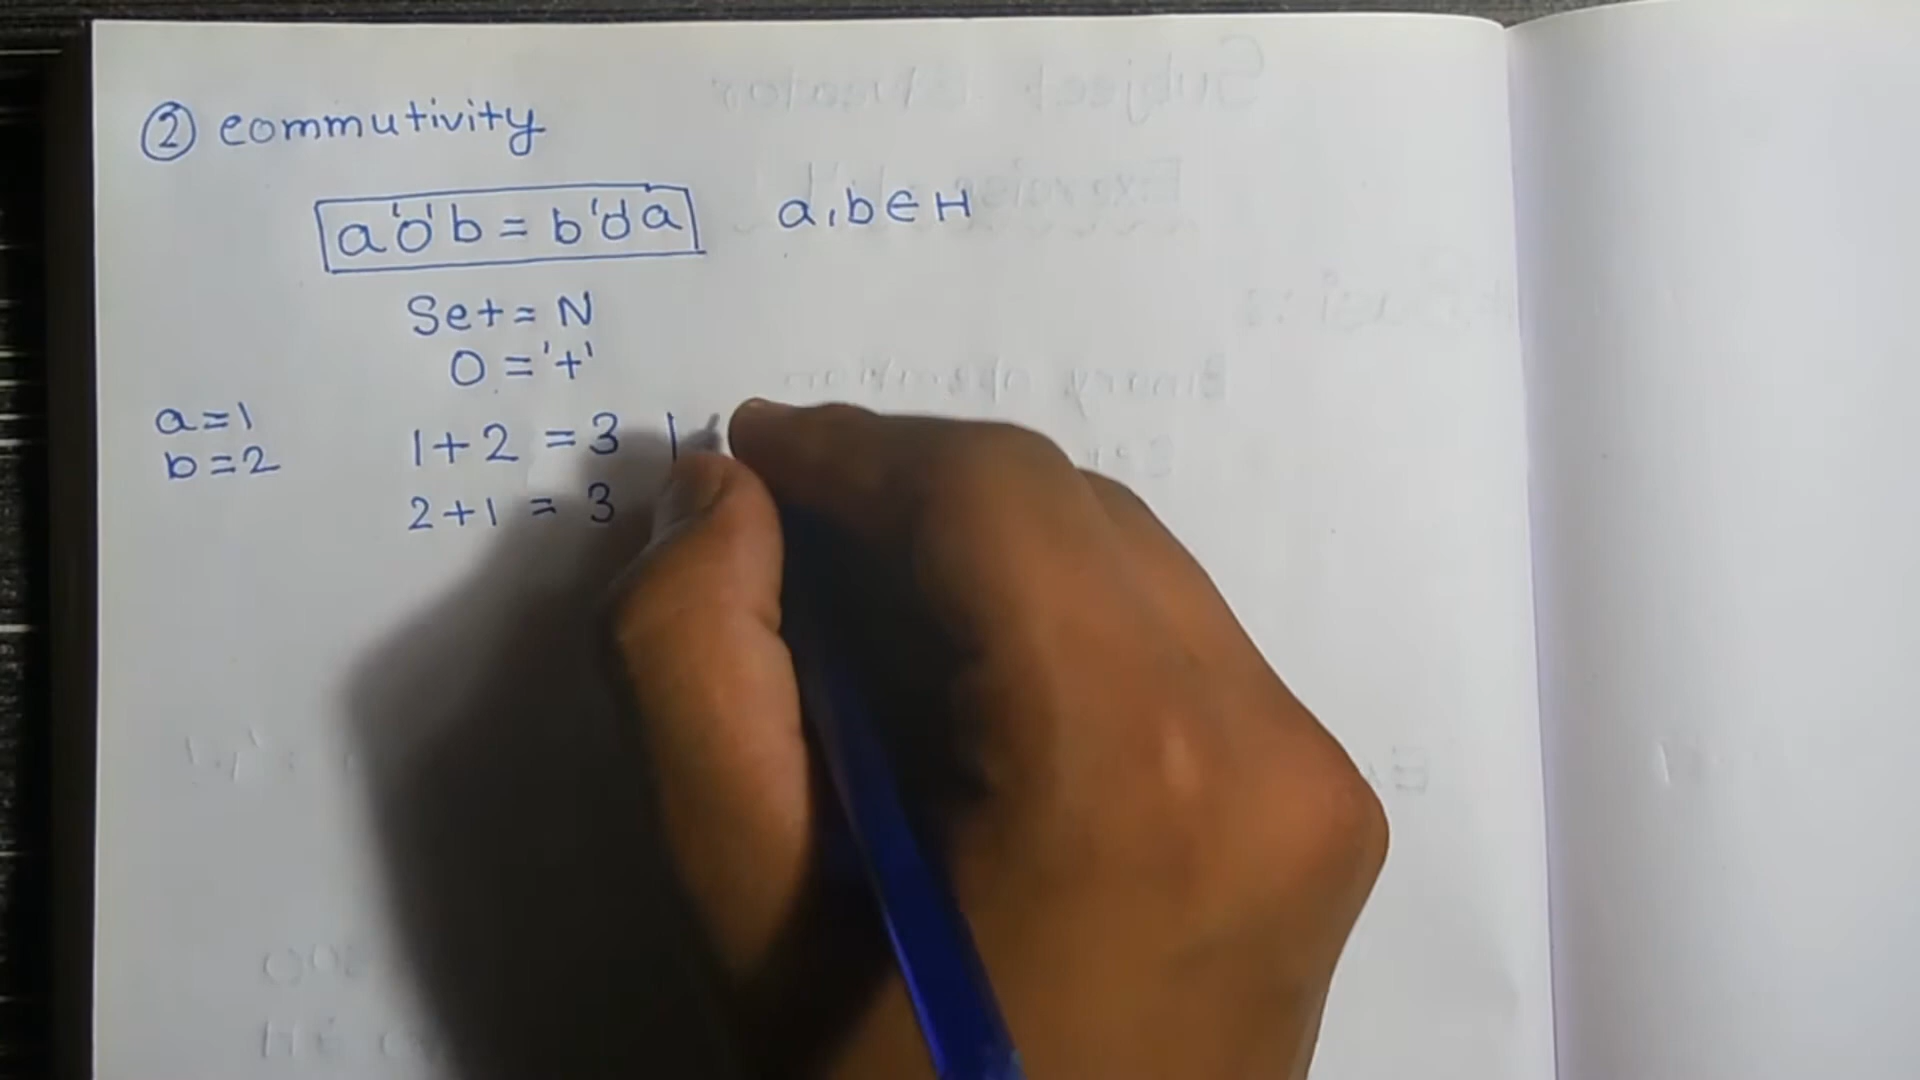 ② commutivity
a 'o' b = b 'o' a a, b ∈ H
Set = N
O = '+'
a = 1
b = 2
1 + 2 = 3 |
2 + 1 = 3